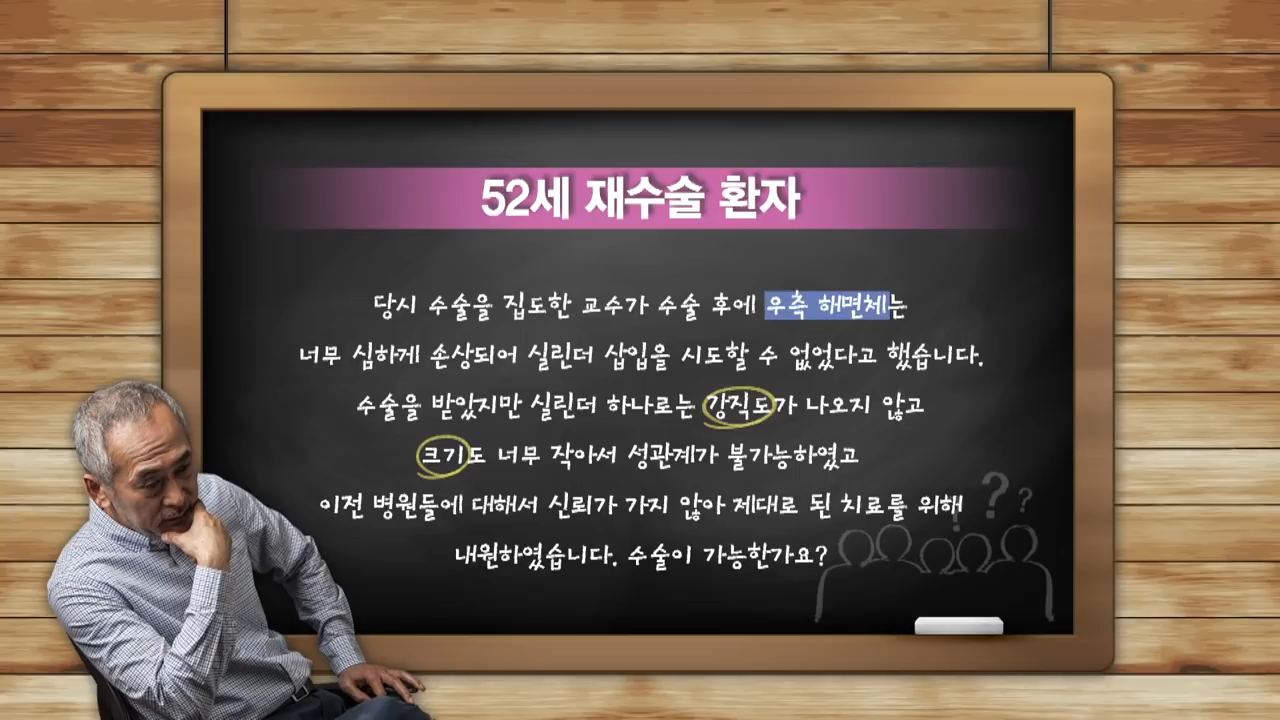 52세 재수술 환자
당시 수술을 집도한 교수가 수술 후에 우측 해면체는
너무 심하게 손상되어 실린더 삽입을 시도할 수 없었다고 했습니다.
수술을 받았지만 실린더 하나로는 강직도가 나오지 않고
크기도 너무 작아서 성관계가 불가능하였고
이전 병원들에 대해서 신뢰가 가지 않아 제대로 된 치료를 위해
내원하였습니다. 수술이 가능한가요?
? ?
!